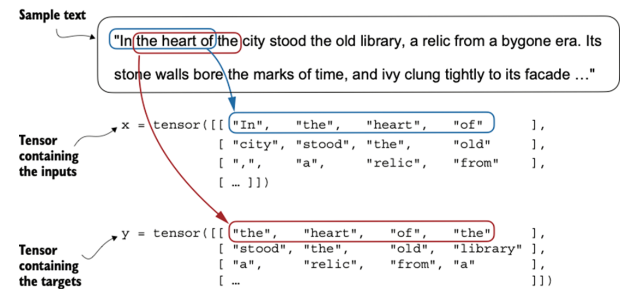 Sample text
"In the heart of the city stood the old library, a relic from a bygone era. Its
stone walls bore the marks of time, and ivy clung tightly to its facade …"
x = tensor([[ "In", "the", "heart", "of" ],
[ "city", "stood", "the", "old" ],
[ ",", "a", "relic", "from" ],
[ … ]])
Tensor
containing
the inputs
y = tensor([[ "the", "heart", "of", "the" ],
[ "stood", "the", "old", "library" ],
[ "a", "relic", "from", "a" ],
[ … ]])
Tensor
containing
the targets